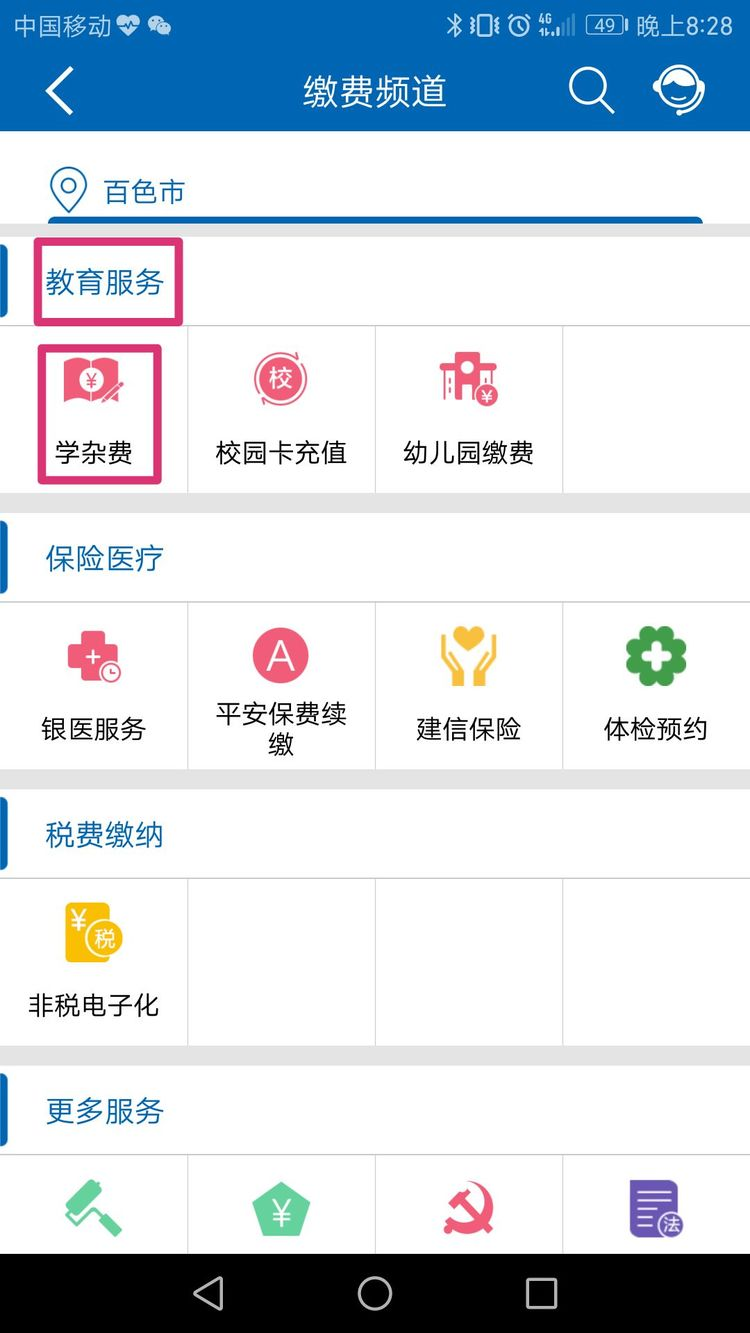 中国移动 4G 49 晚上8:28
缴费频道
百色市
教育服务
¥ 校 ¥
学杂费 校园卡充值 幼儿园缴费
保险医疗
A
银医服务 平安保费续缴 建信保险 体检预约
税费缴纳
¥ 税
非税电子化
更多服务
¥ 法